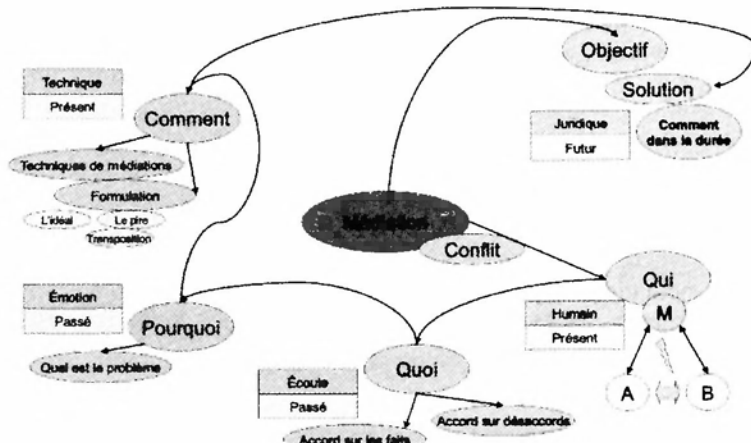 Objectif
Solution
Comment
dans la durée
Juridique
Futur
Technique
Présent
Comment
Techniques de médiations
Formulation
L'idéal
Le pire
Transposition
Médiation
Conflit
Qui
M
A
B
Humain
Présent
Émotion
Passé
Pourquoi
Quel est le problème
Quoi
Écoute
Passé
Accord sur les faits
Accord sur désaccords